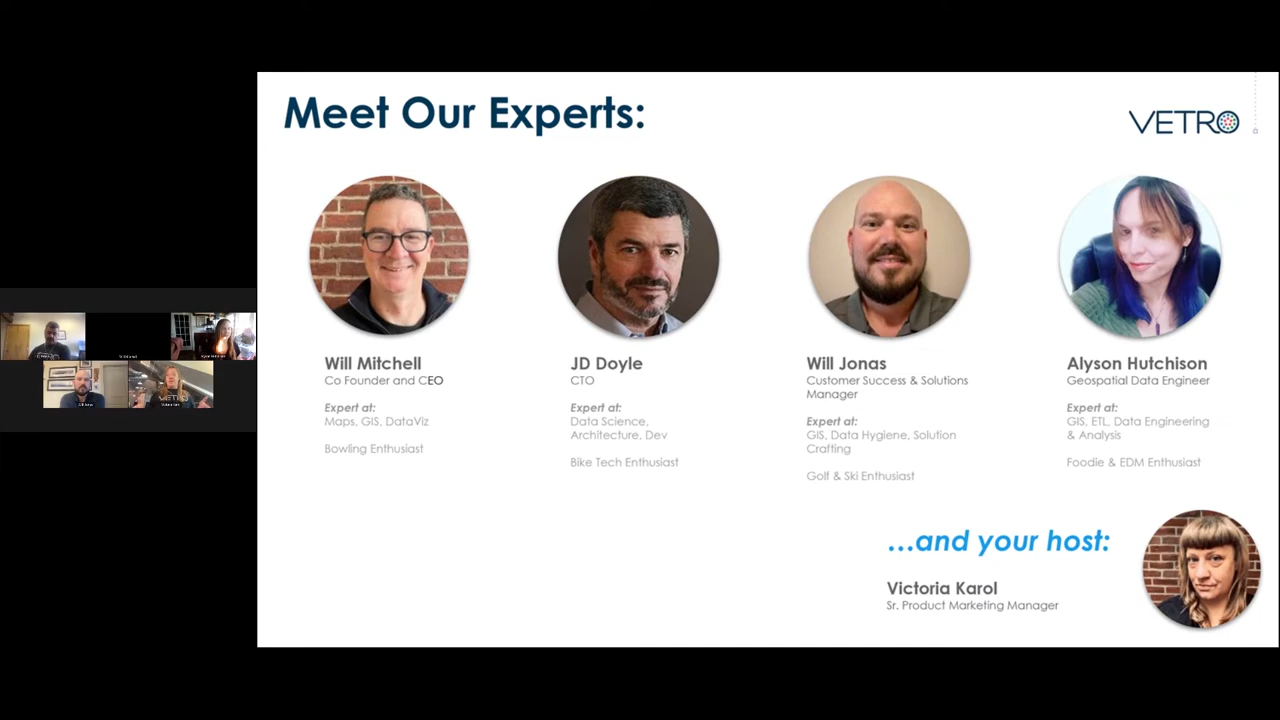 Meet Our Experts:
VETRO
Will Mitchell
Co Founder and CEO
Expert at:
Maps, GIS, DataViz
Bowling Enthusiast
JD Doyle
CTO
Expert at:
Data Science,
Architecture, Dev
Bike Tech Enthusiast
Will Jonas
Customer Success & Solutions
Manager
Expert at:
GIS, Data Hygiene, Solution
Crafting
Golf & Ski Enthusiast
Alyson Hutchison
Geospatial Data Engineer
Expert at:
GIS, ETL, Data Engineering
& Analysis
Foodie & EDM Enthusiast
...and your host:
Victoria Karol
Sr. Product Marketing Manager